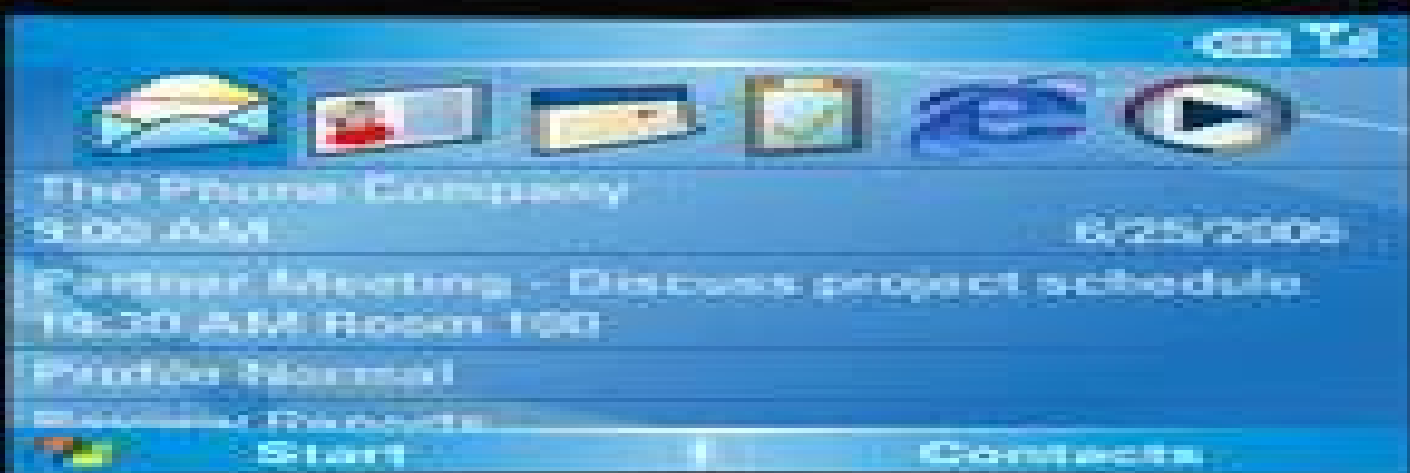 The Phone Company
9:00 AM 6/25/2006
Partner Meeting - Discuss project schedule
10:30 AM Room 100
Profile: Normal
Start Contacts